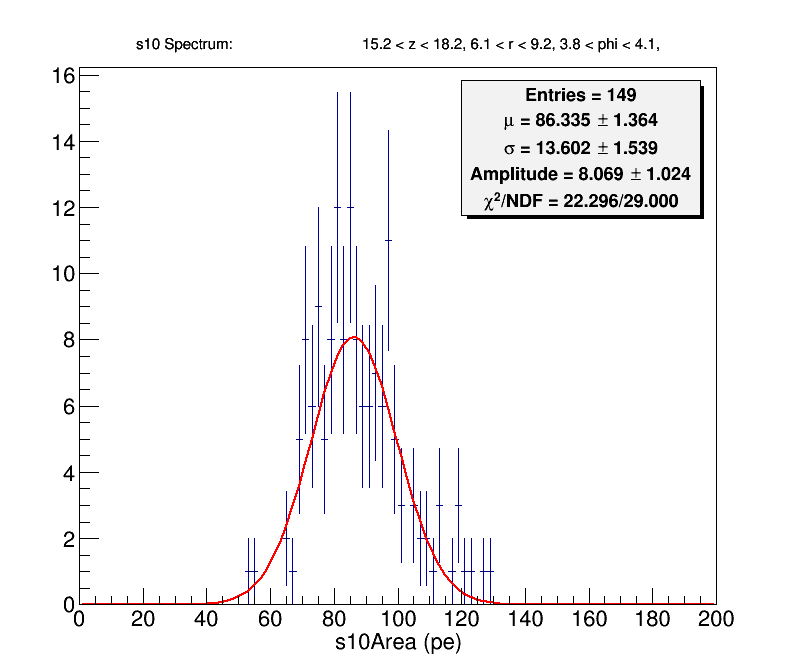 s10 Spectrum: 15.2 < z < 18.2, 6.1 < r < 9.2, 3.8 < phi < 4.1,
Entries = 149
μ = 86.335 ± 1.364
σ = 13.602 ± 1.539
Amplitude = 8.069 ± 1.024
χ²/NDF = 22.296/29.000
16
14
12
10
8
6
4
2
0
0 20 40 60 80 100 120 140 160 180 200
s10Area (pe)